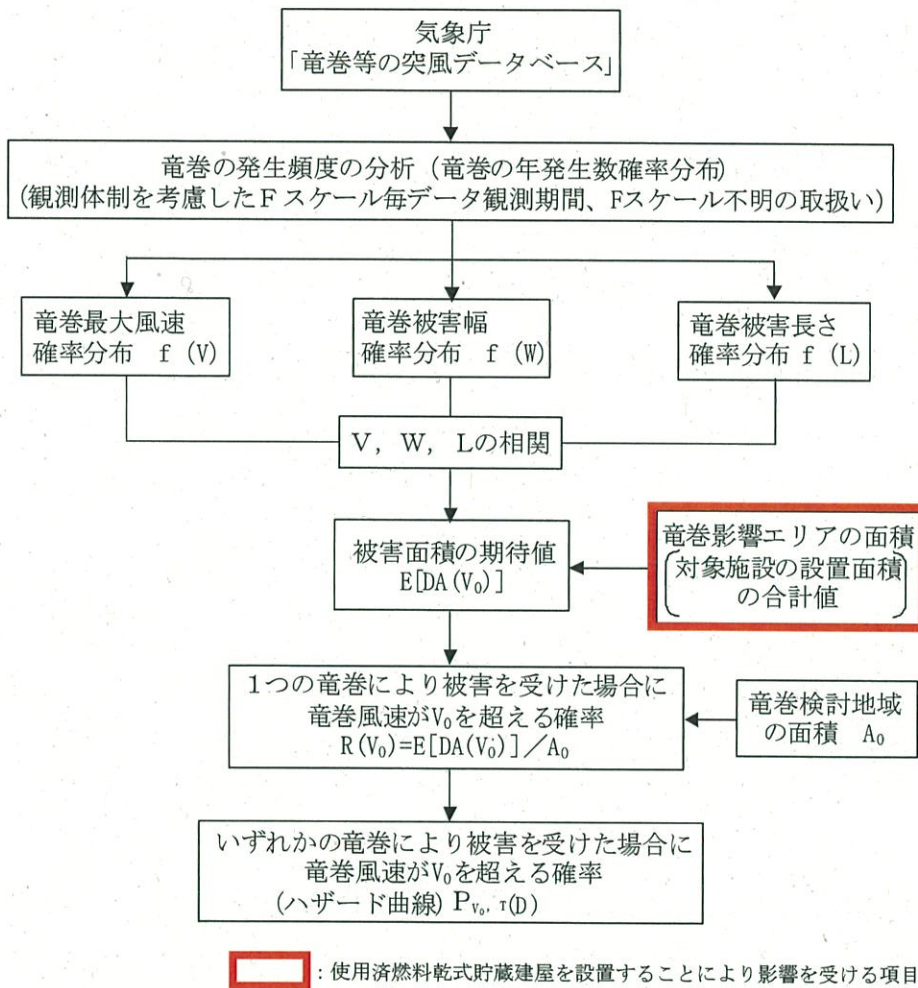 気象庁
「竜巻等の突風データベース」
竜巻の発生頻度の分析（竜巻の年発生数確率分布）
(観測体制を考慮したＦスケール毎データ観測期間、Fスケール不明の取扱い)
竜巻最大風速
確率分布 f (V)
竜巻被害幅
確率分布 f (W)
竜巻被害長さ
確率分布 f (L)
Ｖ，Ｗ，Ｌの相関
被害面積の期待値
E[DA(V₀)]
竜巻影響エリアの面積
対象施設の設置面積
の合計値
1つの竜巻により被害を受けた場合に
竜巻風速がV₀を超える確率
R(V₀)=E[DA(V₀)]／A₀
竜巻検討地域
の面積 A₀
いずれかの竜巻により被害を受けた場合に
竜巻風速がV₀を超える確率
(ハザード曲線) P_V₀, T(D)
：使用済燃料乾式貯蔵建屋を設置することにより影響を受ける項目